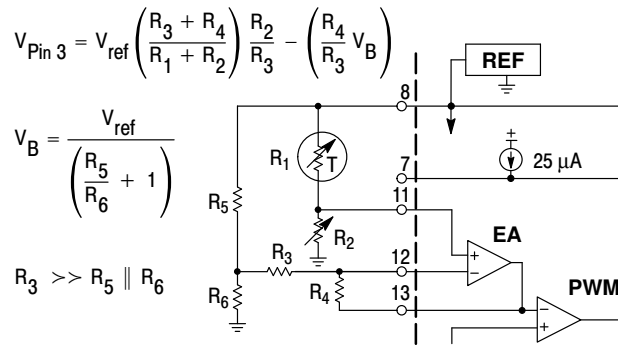 V_Pin 3 = V_ref ( (R_3 + R_4) / (R_1 + R_2) ) R_2 / R_3 − ( R_4 / R_3 V_B )
V_B = V_ref / ( R_5 / R_6 + 1 )
R_3 >> R_5 ∥ R_6
REF
8
R_1
T
7
25 µA
11
R_5
R_2
EA
R_3
12
R_6
R_4
13
+
−
PWM
−
+
+